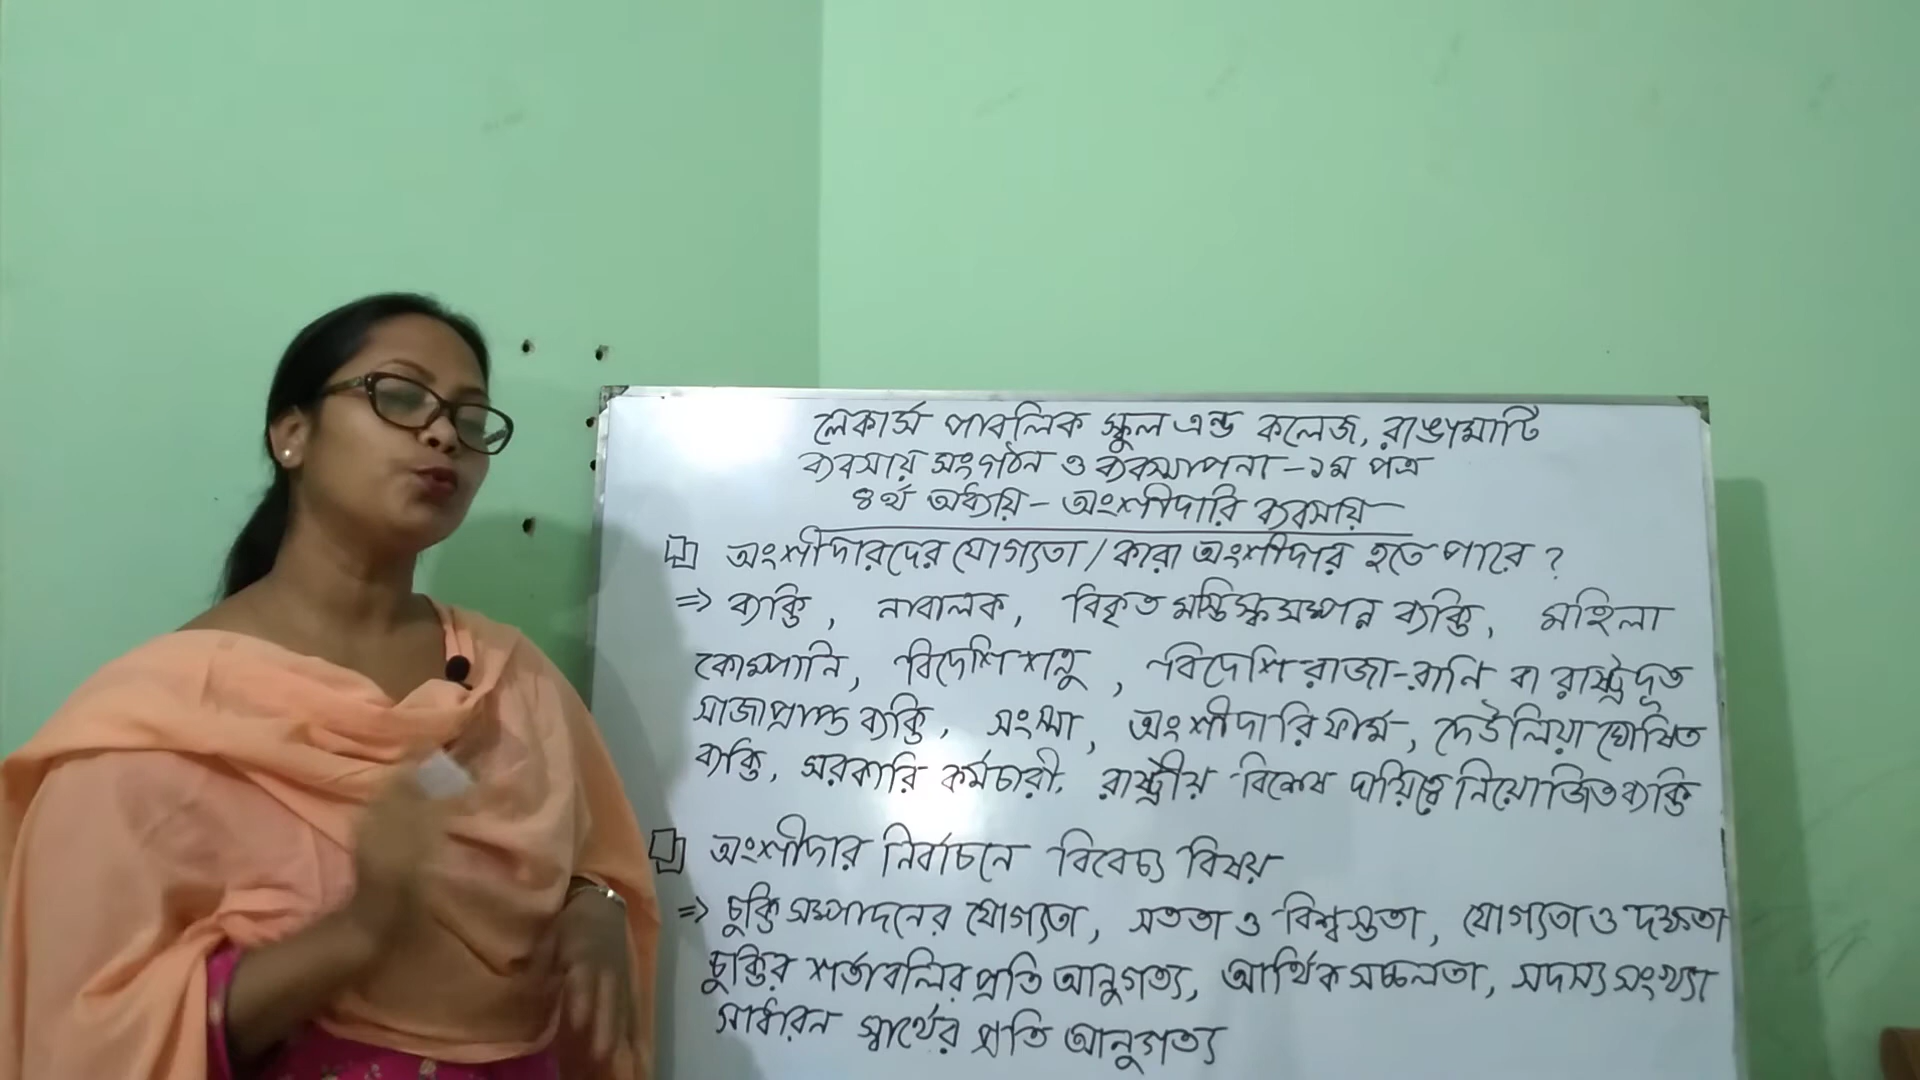 লেকার্স পাবলিক স্কুল এন্ড কলেজ, রাঙামাটি
ব্যবসায় সংগঠন ও ব্যবস্থাপনা - ১ম পত্র
৪র্থ অধ্যায় - অংশীদারি ব্যবসায়
অংশীদারদের যোগ্যতা / কারা অংশীদার হতে পারে ?
=> ব্যক্তি, নাবালক, বিকৃত মস্তিস্কসম্পন্ন ব্যক্তি, মহিলা
কোম্পানি, বিদেশি শত্রু, বিদেশি রাজা-রানি বা রাষ্ট্রদূত
সাজাপ্রাপ্ত ব্যক্তি, সংস্থা, অংশীদারি ফার্ম, দেউলিয়া ঘোষিত
ব্যক্তি, সরকারি কর্মচারী, রাষ্ট্রীয় বিশেষ দায়িত্বে নিয়োজিত ব্যক্তি
অংশীদার নির্বাচনে বিবেচ্য বিষয়
=> চুক্তি সম্পাদনের যোগ্যতা, সততা ও বিশ্বস্ততা, যোগ্যতা ও দক্ষতা
চুক্তির শর্তাবলির প্রতি আনুগত্য, আর্থিক সচ্ছলতা, সদস্য সংখ্যা
সাধারন স্বার্থের প্রতি আনুগত্য